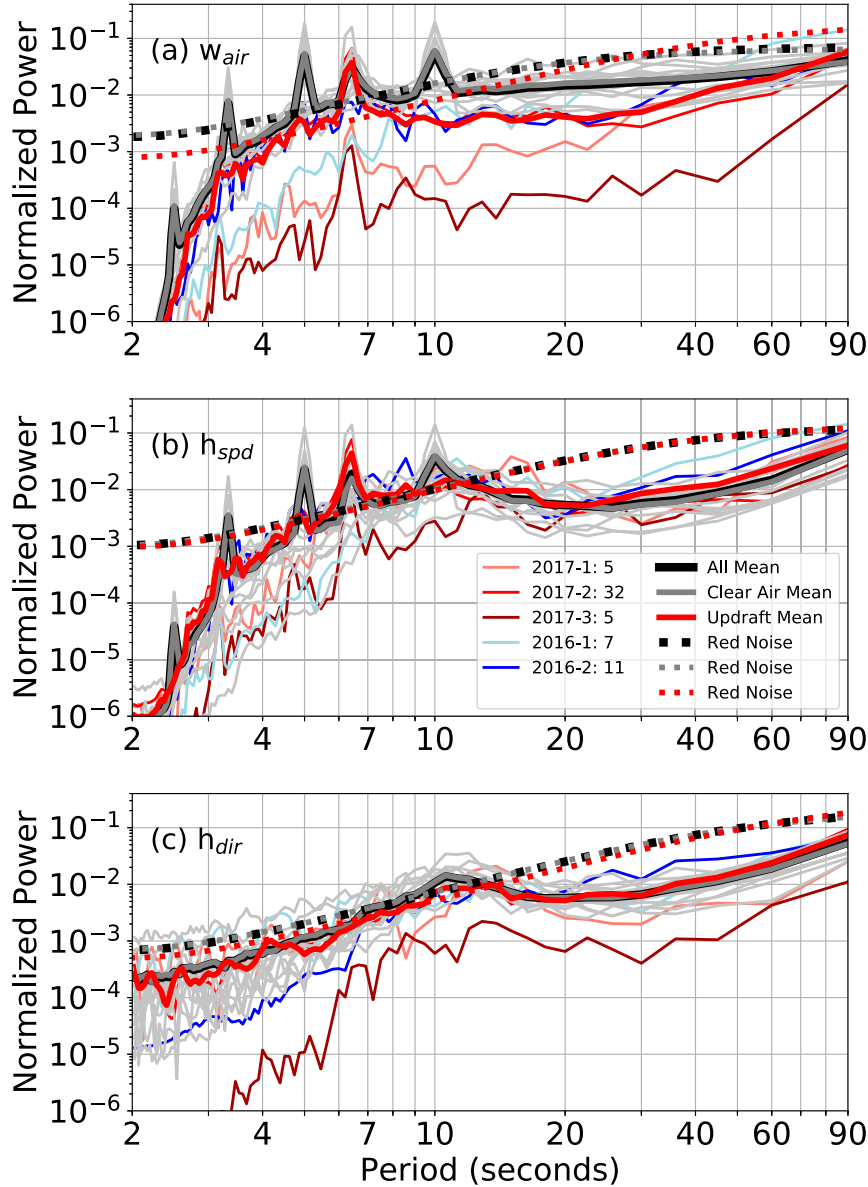 (a) w_air
Normalized Power
10⁻¹
10⁻²
10⁻³
10⁻⁴
10⁻⁵
10⁻⁶
2 4 7 10 20 40 60 90
(b) h_spd
Normalized Power
10⁻¹
10⁻²
10⁻³
10⁻⁴
10⁻⁵
10⁻⁶
2017-1: 5
2017-2: 32
2017-3: 5
2016-1: 7
2016-2: 11
All Mean
Clear Air Mean
Updraft Mean
Red Noise
Red Noise
Red Noise
2 4 7 10 20 40 60 90
(c) h_dir
Normalized Power
10⁻¹
10⁻²
10⁻³
10⁻⁴
10⁻⁵
10⁻⁶
2 4 7 10 20 40 60 90
Period (seconds)